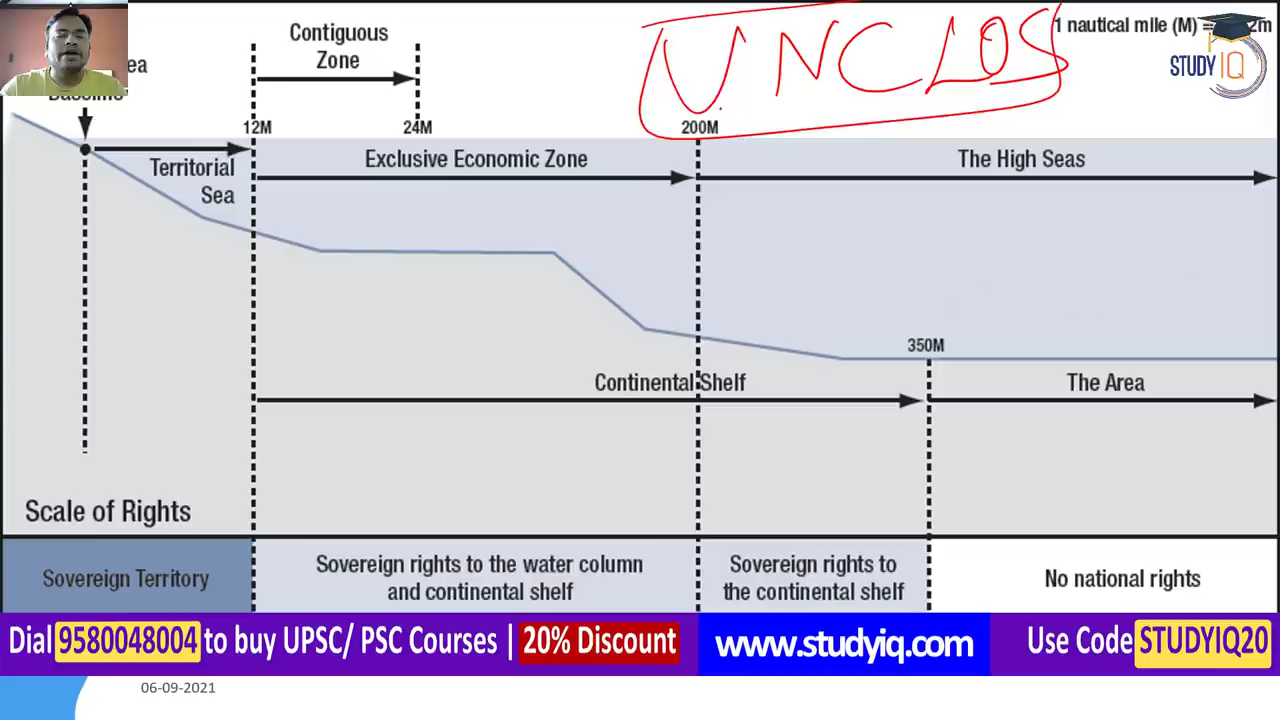 Contiguous
Zone
UNCLOS
1 nautical mile (M) =
STUDY IQ
12M
24M
200M
Territorial
Sea
Exclusive Economic Zone
The High Seas
350M
Continental Shelf
The Area
Scale of Rights
Sovereign Territory
Sovereign rights to the water column
and continental shelf
Sovereign rights to
the continental shelf
No national rights
Dial 9580048004 to buy UPSC/ PSC Courses | 20% Discount
www.studyiq.com
Use Code STUDYIQ20
06-09-2021